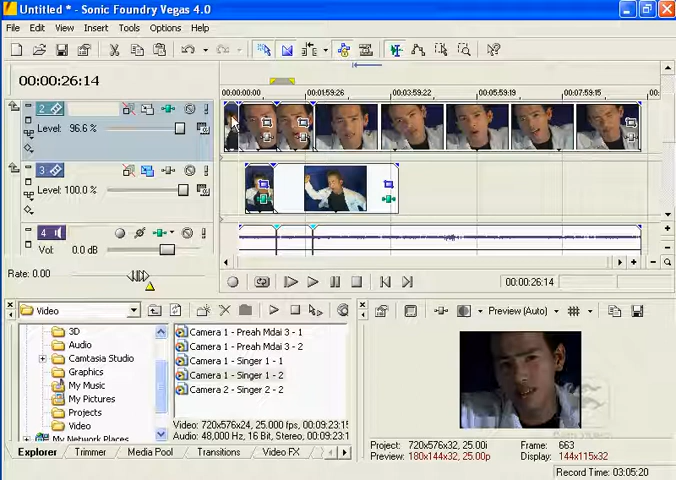 Untitled * - Sonic Foundry Vegas 4.0
File Edit View Insert Tools Options Help
00:00:26:14
00:00:00:00 00:01:59:26 00:03:59:22 00:05:59:19 00:07:59:15 00:
2
Level: 96.6 %
3
Level: 100.0 %
4
Vol: 0.0 dB
Rate: 0.00
00:00:26:14
Video
Preview (Auto)
3D
Audio
Camtasia Studio
Graphics
My Music
My Pictures
Projects
Video
My Network Places
Camera 1 - Preah Mdai 3 - 1
Camera 1 - Preah Mdai 3 - 2
Camera 1 - Singer 1 - 1
Camera 1 - Singer 1 - 2
Camera 2 - Singer 2 - 2
Video: 720x576x24, 25.000 fps, 00:09:23:15
Audio: 48,000 Hz, 16 Bit, Stereo, 00:09:23:1
Explorer Trimmer Media Pool Transitions Video FX
Project: 720x576x32, 25.00i
Frame: 663
Preview: 180x144x32, 25.00p
Display: 144x115x32
Record Time: 03:05:20